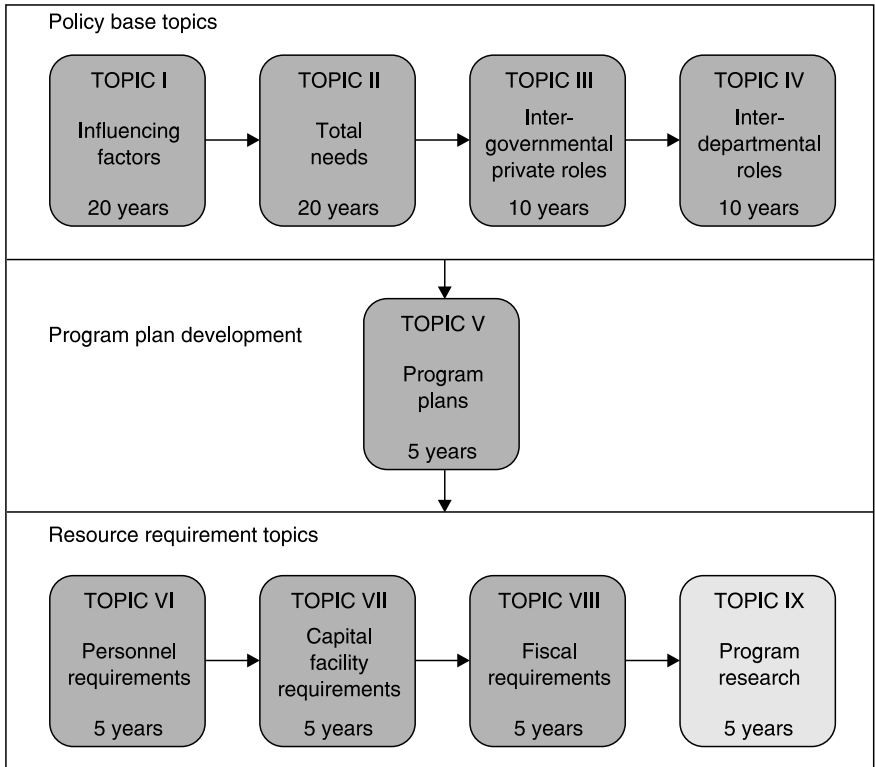 Policy base topics
TOPIC I
Influencing
factors
20 years
TOPIC II
Total
needs
20 years
TOPIC III
Inter-
governmental
private roles
10 years
TOPIC IV
Inter-
departmental
roles
10 years
Program plan development
TOPIC V
Program
plans
5 years
Resource requirement topics
TOPIC VI
Personnel
requirements
5 years
TOPIC VII
Capital
facility
requirements
5 years
TOPIC VIII
Fiscal
requirements
5 years
TOPIC IX
Program
research
5 years